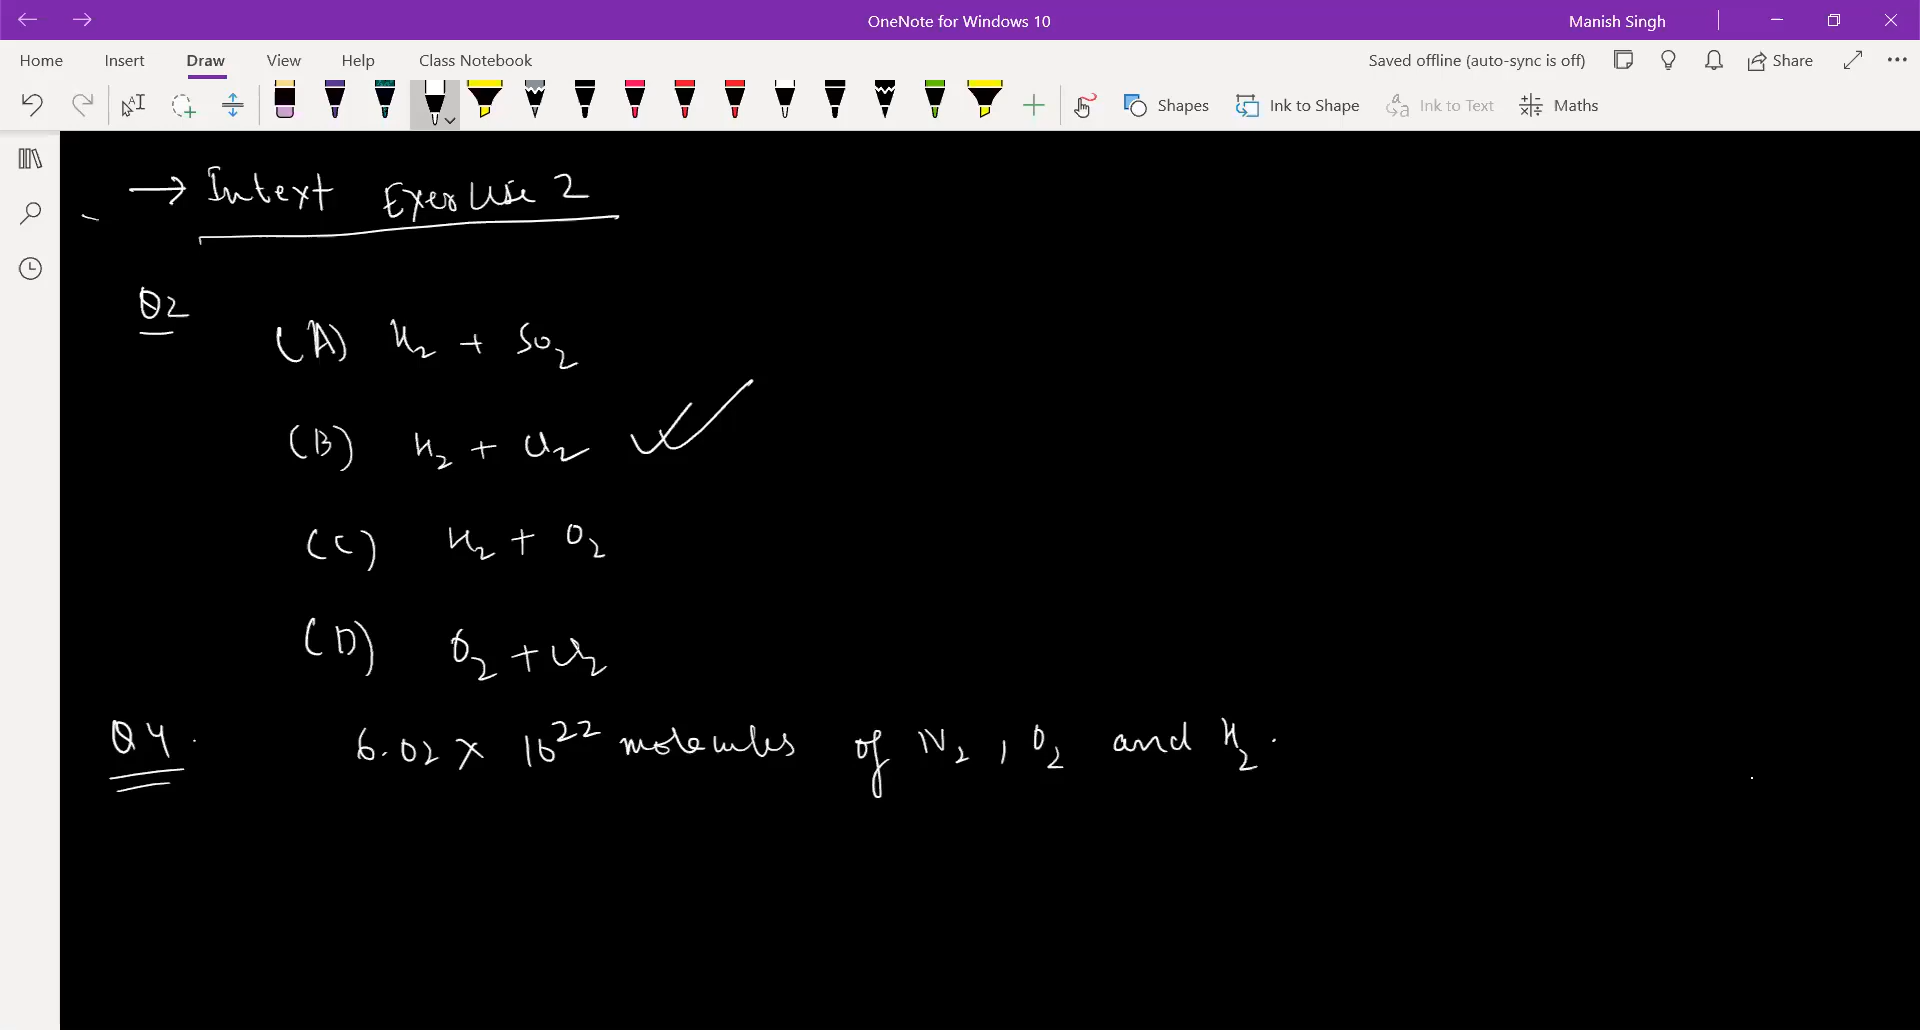 OneNote for Windows 10
Manish Singh
Home Insert Draw View Help Class Notebook
Saved offline (auto-sync is off) Share
Shapes Ink to Shape Ink to Text Maths
→ Intext Exercise 2
Q2
(A) H₂ + SO₂
(B) H₂ + Cl₂ ✓
(C) H₂ + O₂
(D) O₂ + Cl₂
Q4. 6.02 × 10²² molecules of N₂, O₂ and H₂.